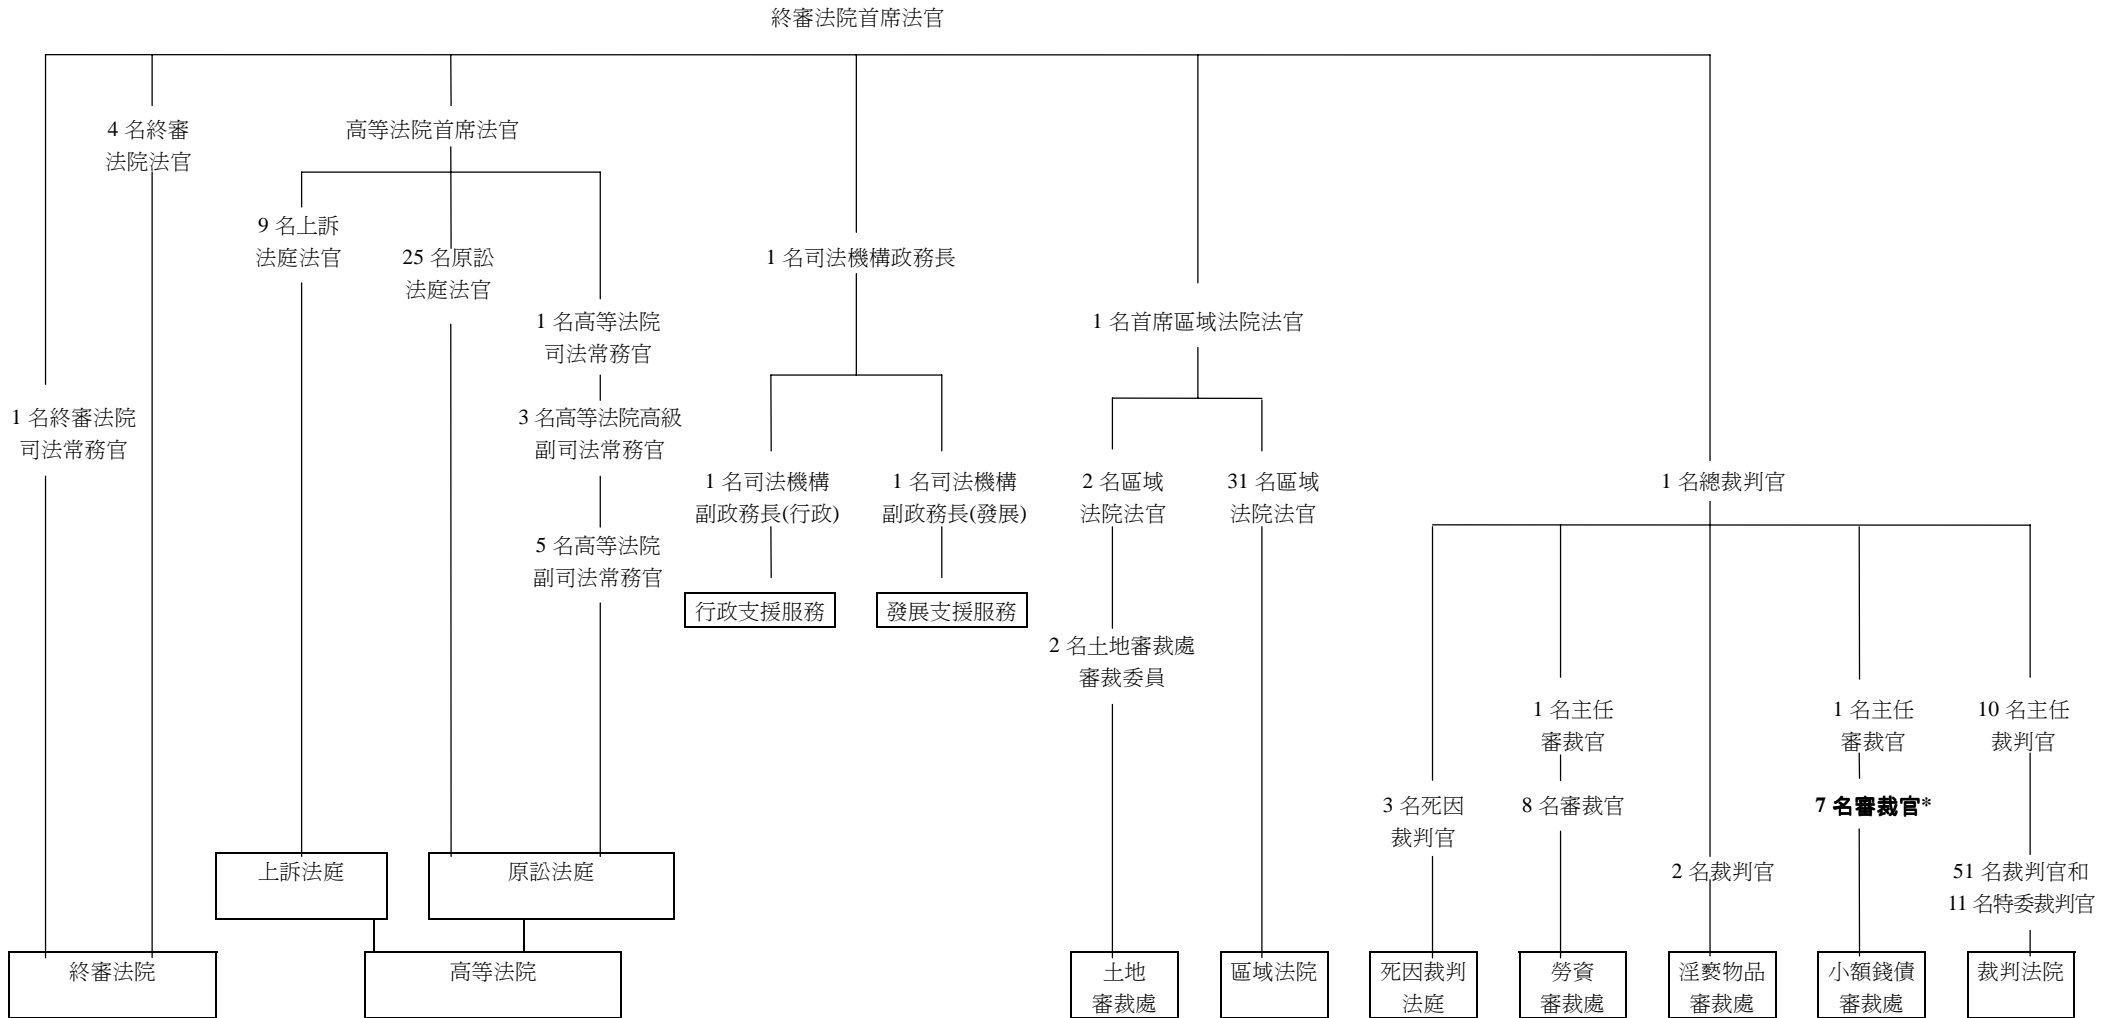 終審法院首席法官
4 名終審
法院法官
高等法院首席法官
9 名上訴
法庭法官
25 名原訟
法庭法官
1 名司法機構政務長
1 名高等法院
司法常務官
1 名首席區域法院法官
1 名終審法院
司法常務官
3 名高等法院高級
副司法常務官
1 名司法機構
副政務長(行政)
1 名司法機構
副政務長(發展)
2 名區域
法院法官
31 名區域
法院法官
1 名總裁判官
5 名高等法院
副司法常務官
行政支援服務
發展支援服務
2 名土地審裁處
審裁委員
1 名主任
審裁官
1 名主任
審裁官
10 名主任
裁判官
3 名死因
裁判官
8 名審裁官
7 名審裁官*
2 名裁判官
51 名裁判官和
11 名特委裁判官
上訴法庭
原訟法庭
終審法院
高等法院
土地
審裁處
區域法院
死因裁判
法庭
勞資
審裁處
淫褻物品
審裁處
小額錢債
審裁處
裁判法院